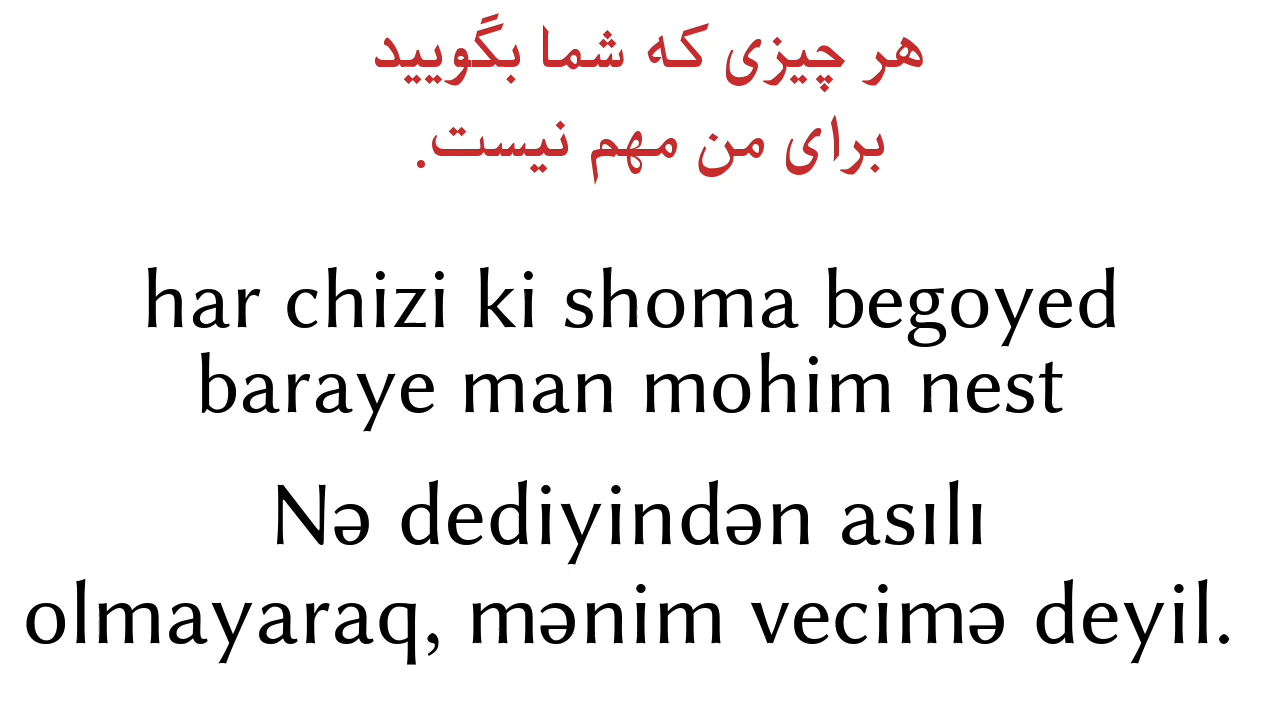 هر چیزی که شما بگویید
برای من مهم نیست.
har chizi ki shoma begoyed
baraye man mohim nest
Nə dediyindən asılı
olmayaraq, mənim vecimə deyil.